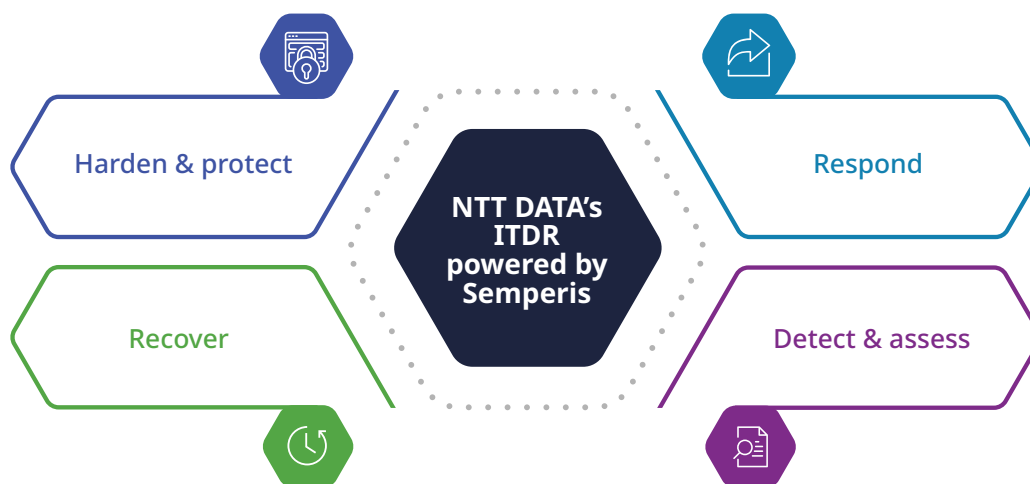 Harden & protect
Respond
NTT DATA’s
ITDR
powered by
Semperis
Recover
Detect & assess